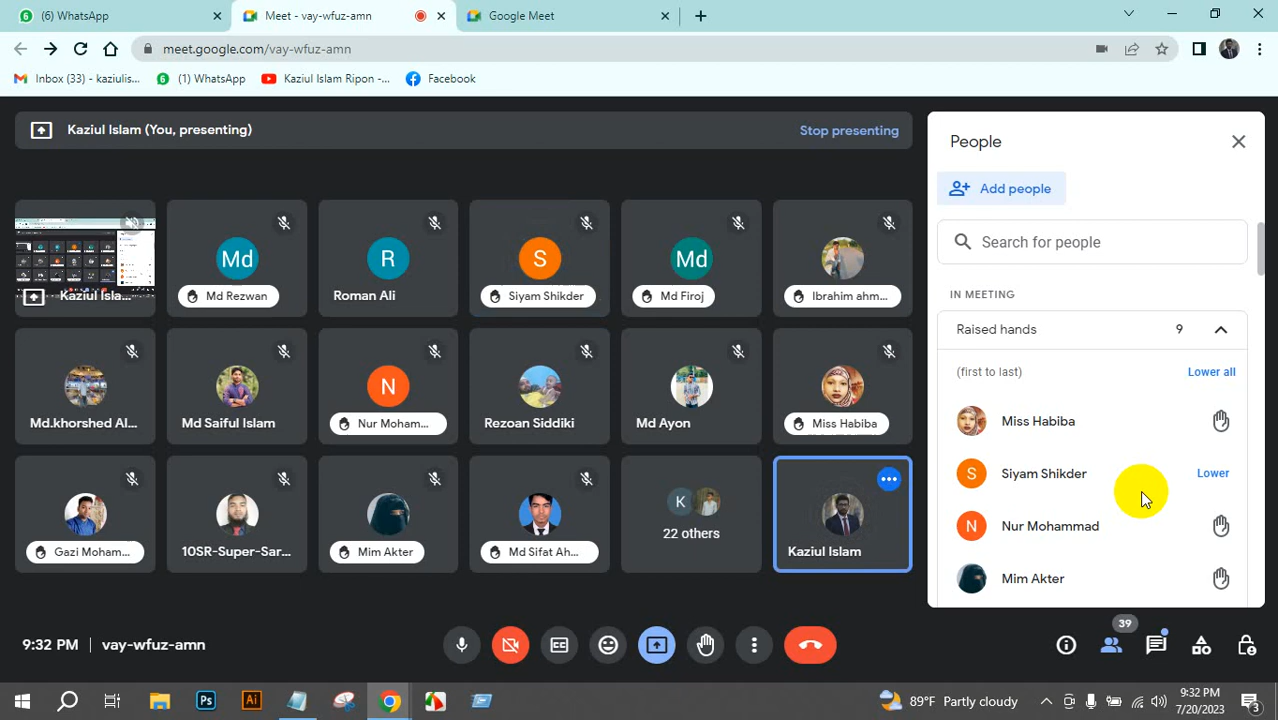 (6) WhatsApp
Meet - vay-wfuz-amn
Google Meet
meet.google.com/vay-wfuz-amn
Inbox (33) - kaziulis...
(1) WhatsApp
Kaziul Islam Ripon -...
Facebook
Kaziul Islam (You, presenting)
Stop presenting
Kaziul Isla...
Md
Md Rezwan
R
Roman Ali
S
Siyam Shikder
Md
Md Firoj
Ibrahim ahm...
Md.khorshed Al...
Md Saiful Islam
N
Nur Moham...
Rezoan Siddiki
Md Ayon
Miss Habiba
Gazi Moham...
10SR-Super-Sar...
Mim Akter
Md Sifat Ah...
K
22 others
Kaziul Islam
People
Add people
Search for people
IN MEETING
Raised hands 9
(first to last) Lower all
Miss Habiba
S Siyam Shikder Lower
N Nur Mohammad
Mim Akter
9:32 PM | vay-wfuz-amn
39
Ps
Ai
89°F Partly cloudy
9:32 PM
7/20/2023
3